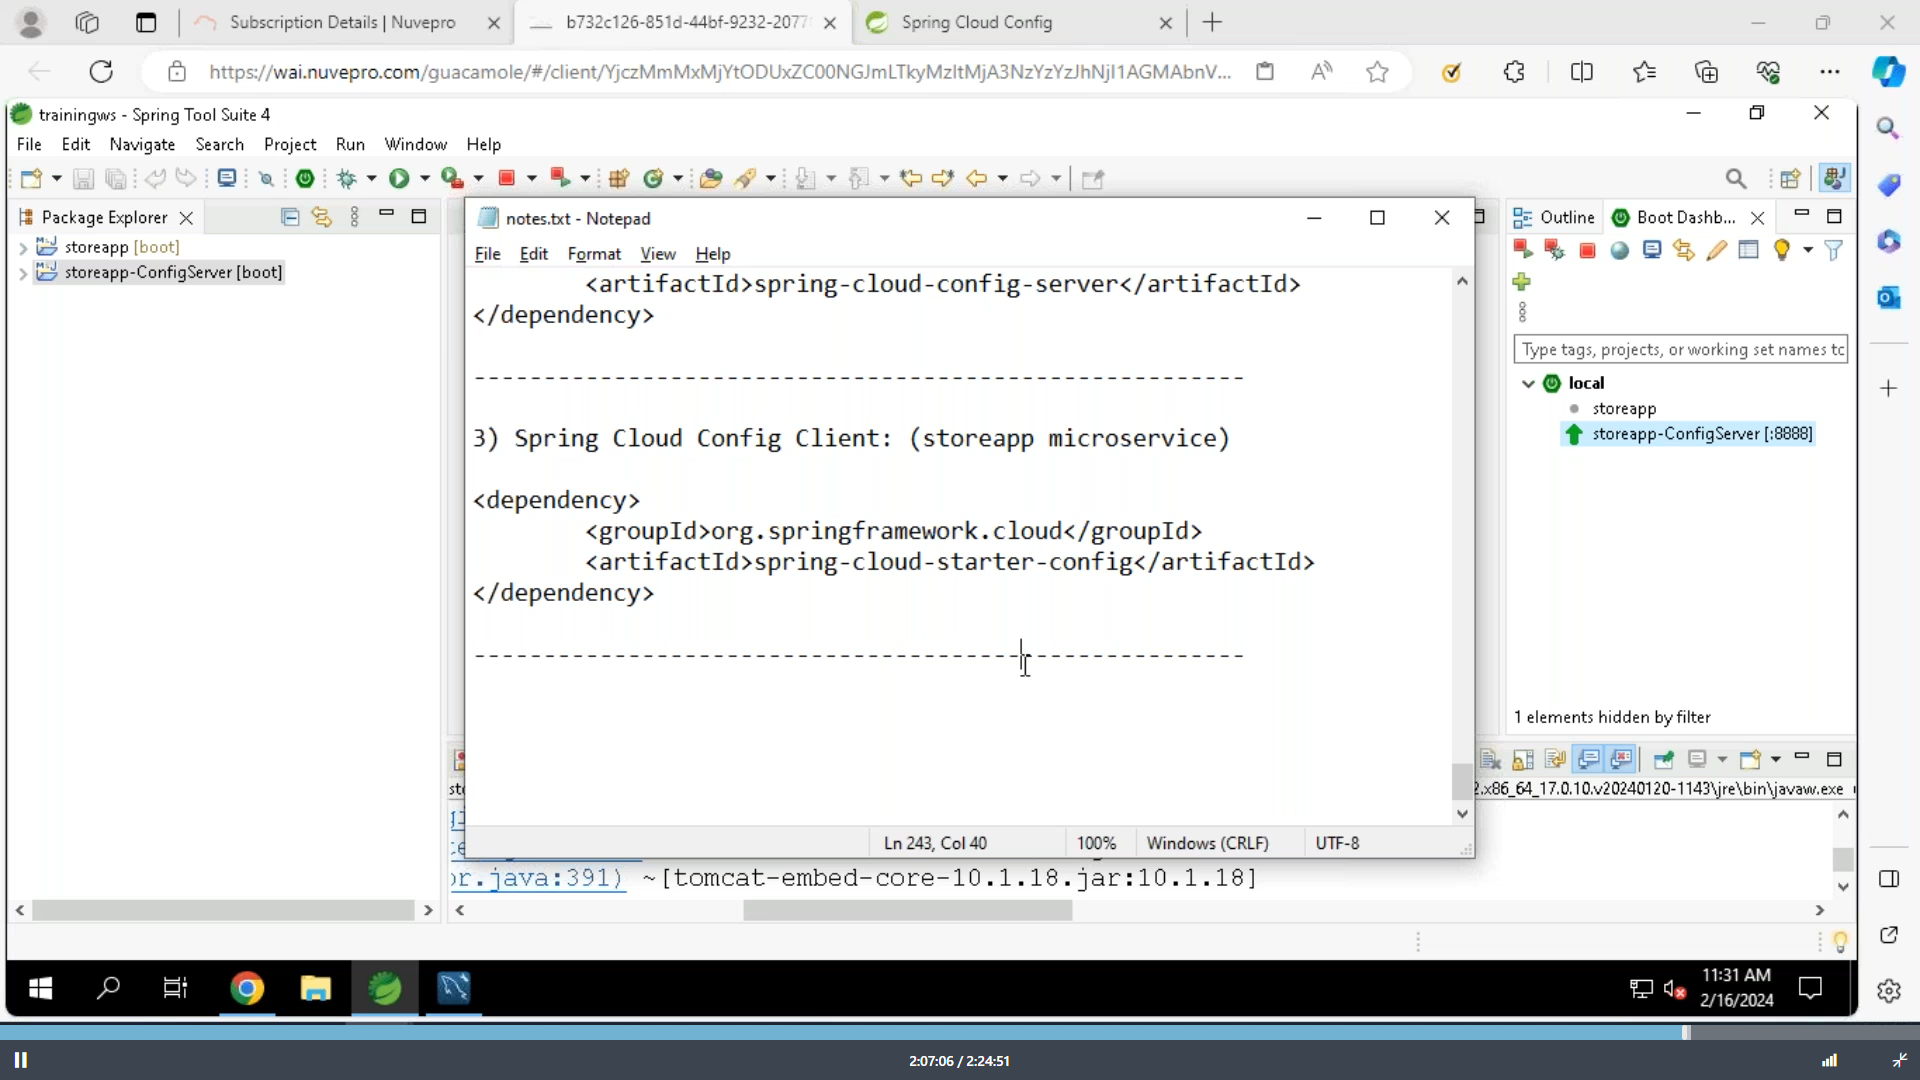 Subscription Details | Nuvepro
b732c126-851d-44bf-9232-2077
Spring Cloud Config
https://wai.nuvepro.com/guacamole/#/client/YjczMmMxMjYtODUxZC00NGJmLTkyMzItMjA3NzYzYzJhNjI1AGMAbnV...
trainingws - Spring Tool Suite 4
File Edit Navigate Search Project Run Window Help
Package Explorer
storeapp [boot]
storeapp-ConfigServer [boot]
notes.txt - Notepad
File Edit Format View Help
<artifactId>spring-cloud-config-server</artifactId>
</dependency>
-------------------------------------------------------
3) Spring Cloud Config Client: (storeapp microservice)
<dependency>
<groupId>org.springframework.cloud</groupId>
<artifactId>spring-cloud-starter-config</artifactId>
</dependency>
-------------------------------------------------------
Ln 243, Col 40
100%
Windows (CRLF)
UTF-8
Outline
Boot Dashb...
Type tags, projects, or working set names tc
local
storeapp
storeapp-ConfigServer [:8888]
1 elements hidden by filter
2.x86_64_17.0.10.v20240120-1143\jre\bin\javaw.exe
or.java:391) ~[tomcat-embed-core-10.1.18.jar:10.1.18]
11:31 AM
2/16/2024
2:07:06 / 2:24:51